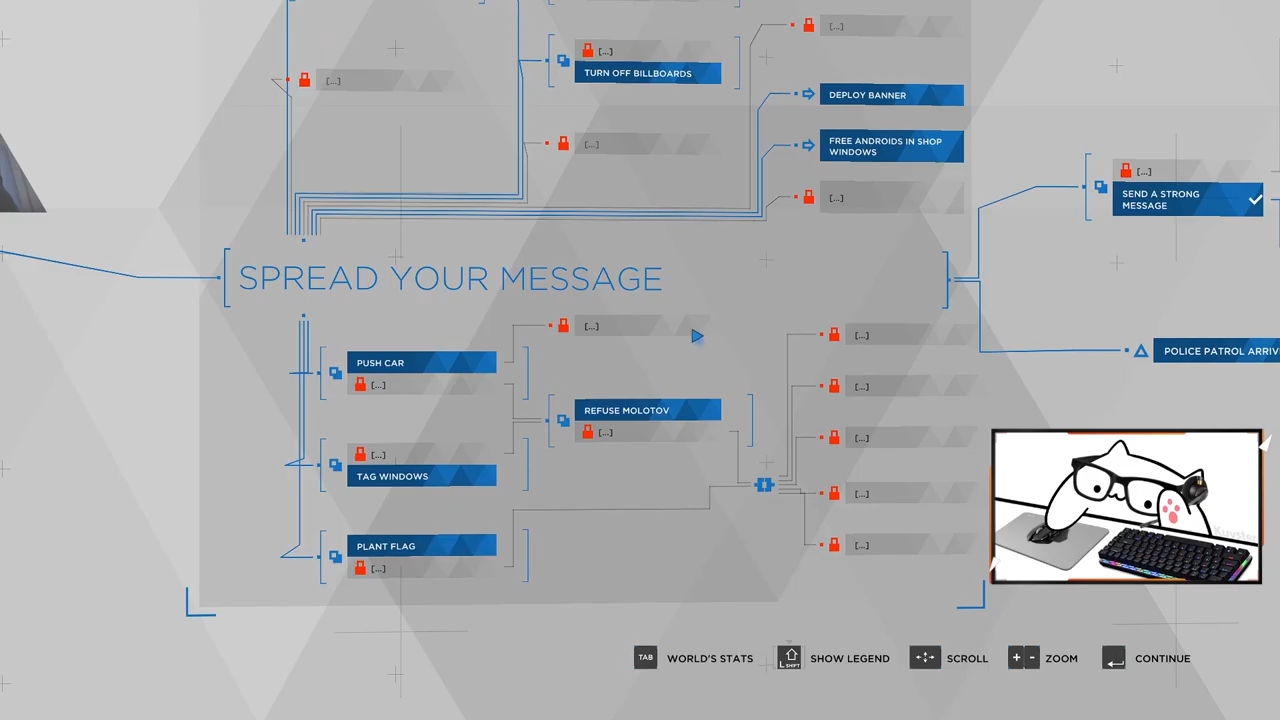 [...]
[...]
TURN OFF BILLBOARDS
[...]
DEPLOY BANNER
[...]
FREE ANDROIDS IN SHOP
WINDOWS
[...]
[...]
SEND A STRONG
MESSAGE
SPREAD YOUR MESSAGE
[...]
[...]
POLICE PATROL ARRIV
PUSH CAR
[...]
[...]
REFUSE MOLOTOV
[...]
[...]
[...]
TAG WINDOWS
[...]
PLANT FLAG
[...]
[...]
TAB WORLD'S STATS
L SHIFT SHOW LEGEND
SCROLL
+ - ZOOM
CONTINUE